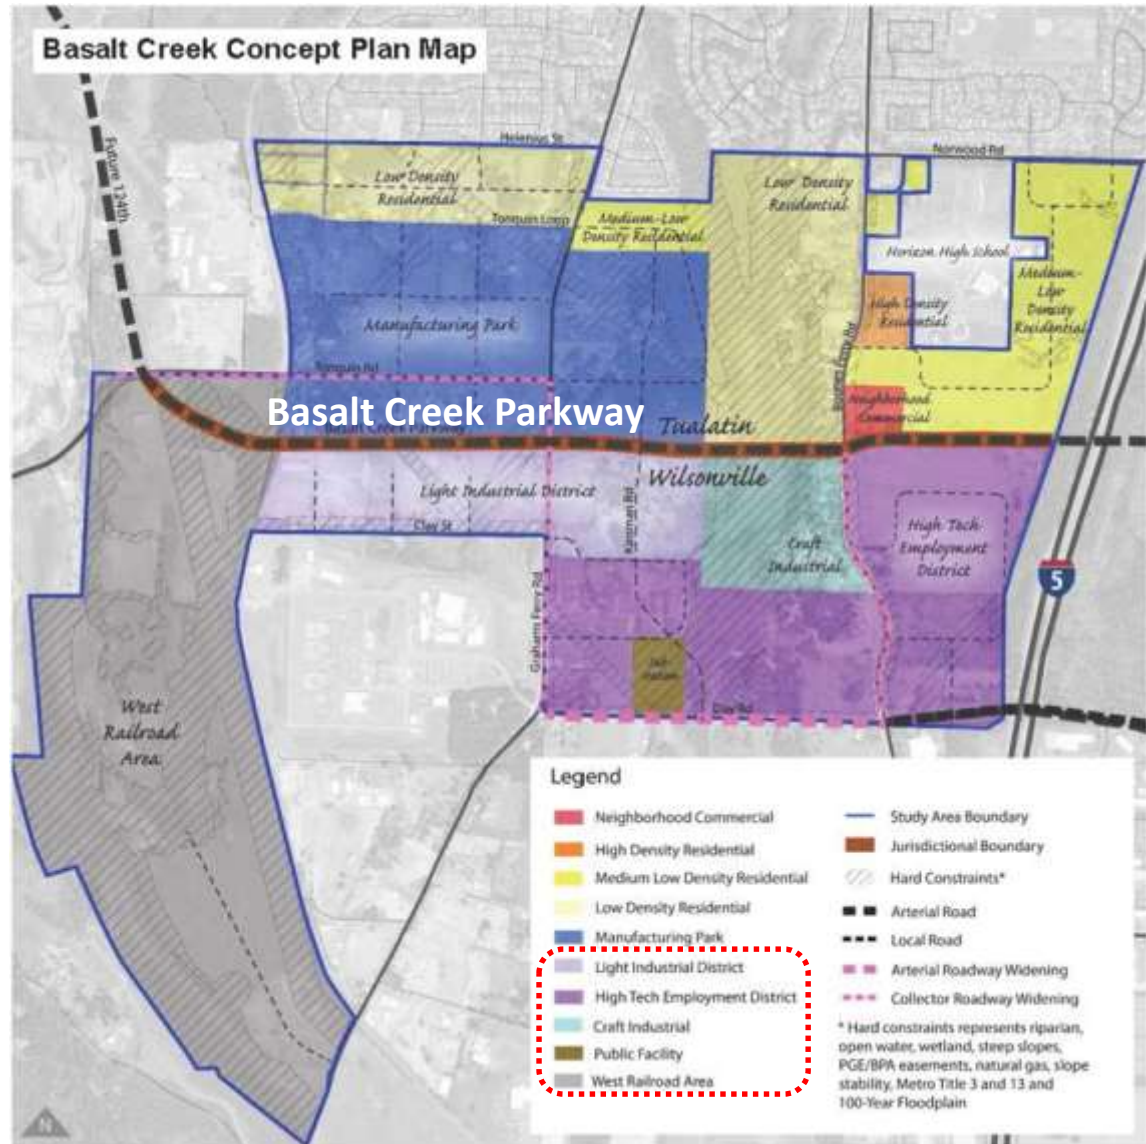 Basalt Creek Concept Plan Map
Future 124th
Helenius St
Norwood Rd
Low Density
Residential
Low Density
Residential
Tonquin Loop
Medium-Low
Density Residential
Horizon High School
Medium-
Low
Density
Residential
High Density
Residential
Manufacturing Park
Boones Ferry Rd
Tonquin Rd
Neighborhood
Commercial
Basalt Creek Parkway
Basalt Creek Parkway
Tualatin
Wilsonville
Light Industrial District
Kinsman Rd
Clay St
High Tech
Employment
District
Craft
Industrial
5
Grahams Ferry Rd
Sub-
station
Day Rd
West
Railroad
Area
N
Legend
Neighborhood Commercial
High Density Residential
Medium Low Density Residential
Low Density Residential
Manufacturing Park
Light Industrial District
High Tech Employment District
Craft Industrial
Public Facility
West Railroad Area
Study Area Boundary
Jurisdictional Boundary
Hard Constraints*
Arterial Road
Local Road
Arterial Roadway Widening
Collector Roadway Widening
* Hard constraints represents riparian,
open water, wetland, steep slopes,
PGE/BPA easements, natural gas, slope
stability, Metro Title 3 and 13 and
100-Year Floodplain